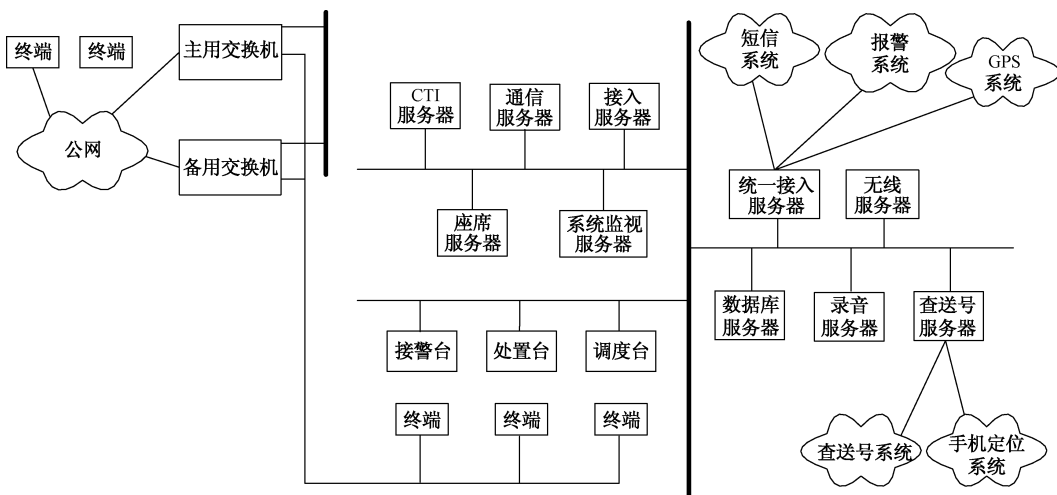 终端
终端
主用交换机
公网
备用交换机
CTI
服务器
通信
服务器
接入
服务器
座席
服务器
系统监视
服务器
接警台
处置台
调度台
终端
终端
终端
短信
系统
报警
系统
GPS
系统
统一接入
服务器
无线
服务器
数据库
服务器
录音
服务器
查送号
服务器
查送号系统
手机定位
系统